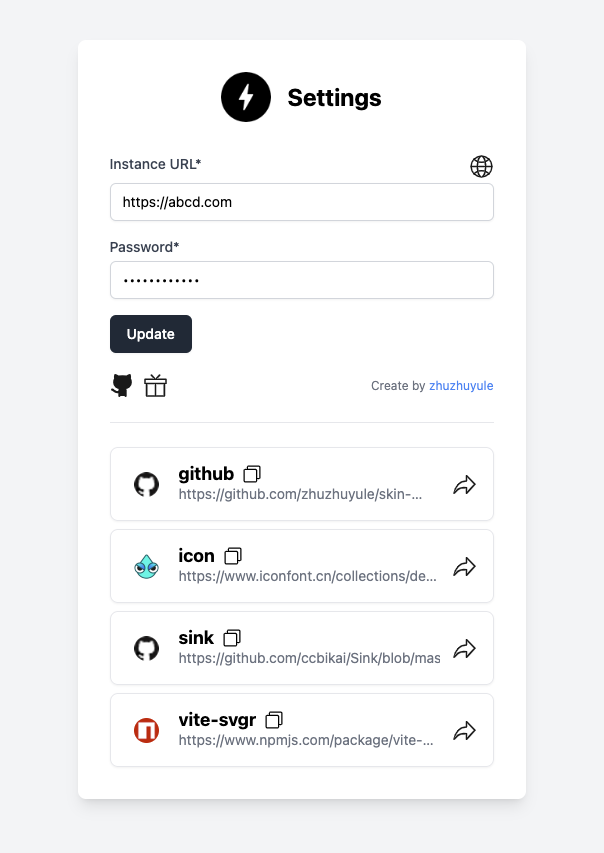 Settings
Instance URL*
https://abcd.com
Password*
••••••••••••
Update
Create by zhuzhuyule
github
https://github.com/zhuzhuyule/skin-...
icon
https://www.iconfont.cn/collections/de...
sink
https://github.com/ccbikai/Sink/blob/mas
vite-svgr
https://www.npmjs.com/package/vite-...